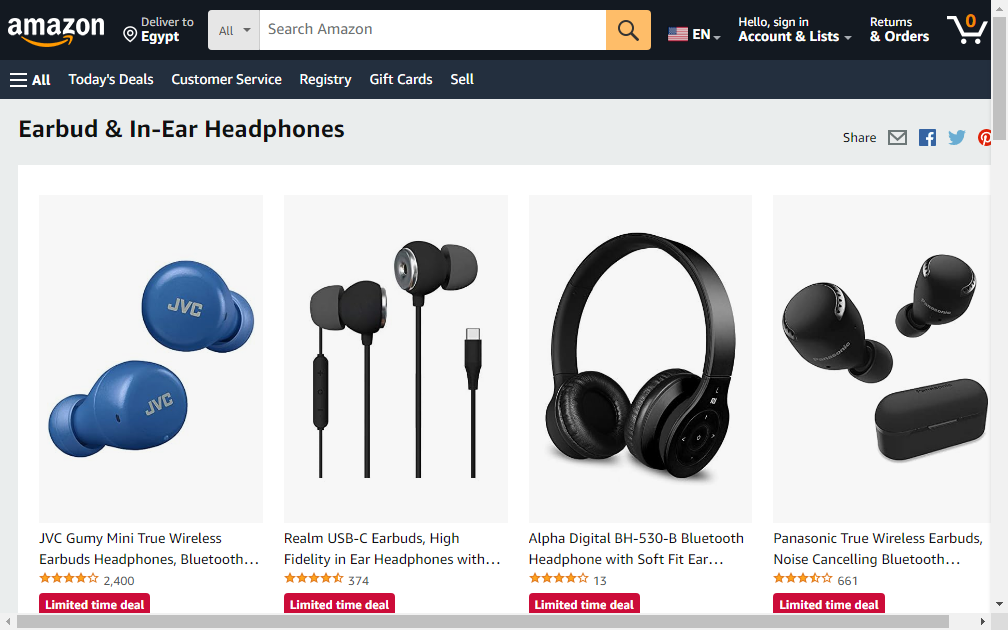 amazon
Deliver to
Egypt
All
Search Amazon
EN
Hello, sign in
Account & Lists
Returns
& Orders
0
All
Today's Deals
Customer Service
Registry
Gift Cards
Sell
Earbud & In-Ear Headphones
Share
JVC
JVC
Panasonic
Panasonic
JVC Gumy Mini True Wireless
Earbuds Headphones, Bluetooth…
2,400
Limited time deal
Realm USB-C Earbuds, High
Fidelity in Ear Headphones with…
374
Limited time deal
Alpha Digital BH-530-B Bluetooth
Headphone with Soft Fit Ear…
13
Limited time deal
Panasonic True Wireless Earbuds,
Noise Cancelling Bluetooth…
661
Limited time deal